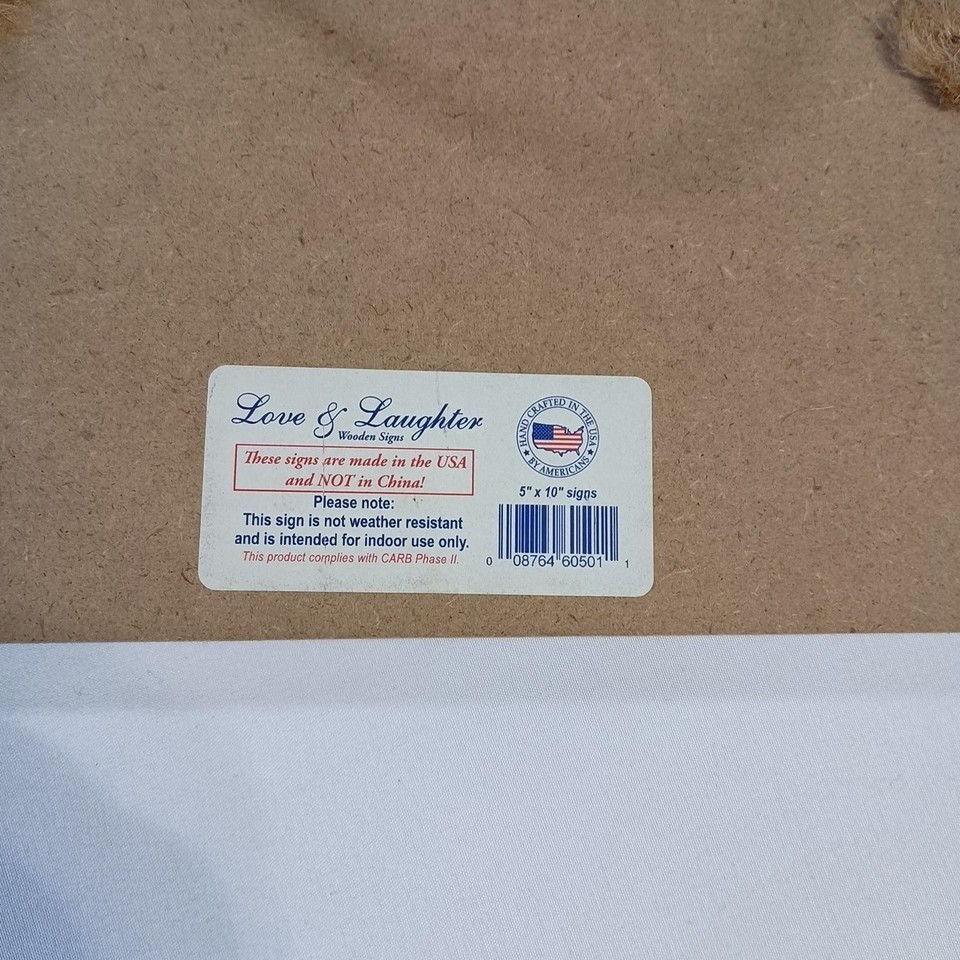 Love & Laughter
Wooden Signs
These signs are made in the USA
and NOT in China!
Please note:
This sign is not weather resistant
and is intended for indoor use only.
This product complies with CARB Phase II.
HAND CRAFTED IN THE USA
BY AMERICANS
5" x 10" signs
0 08764 60501 1